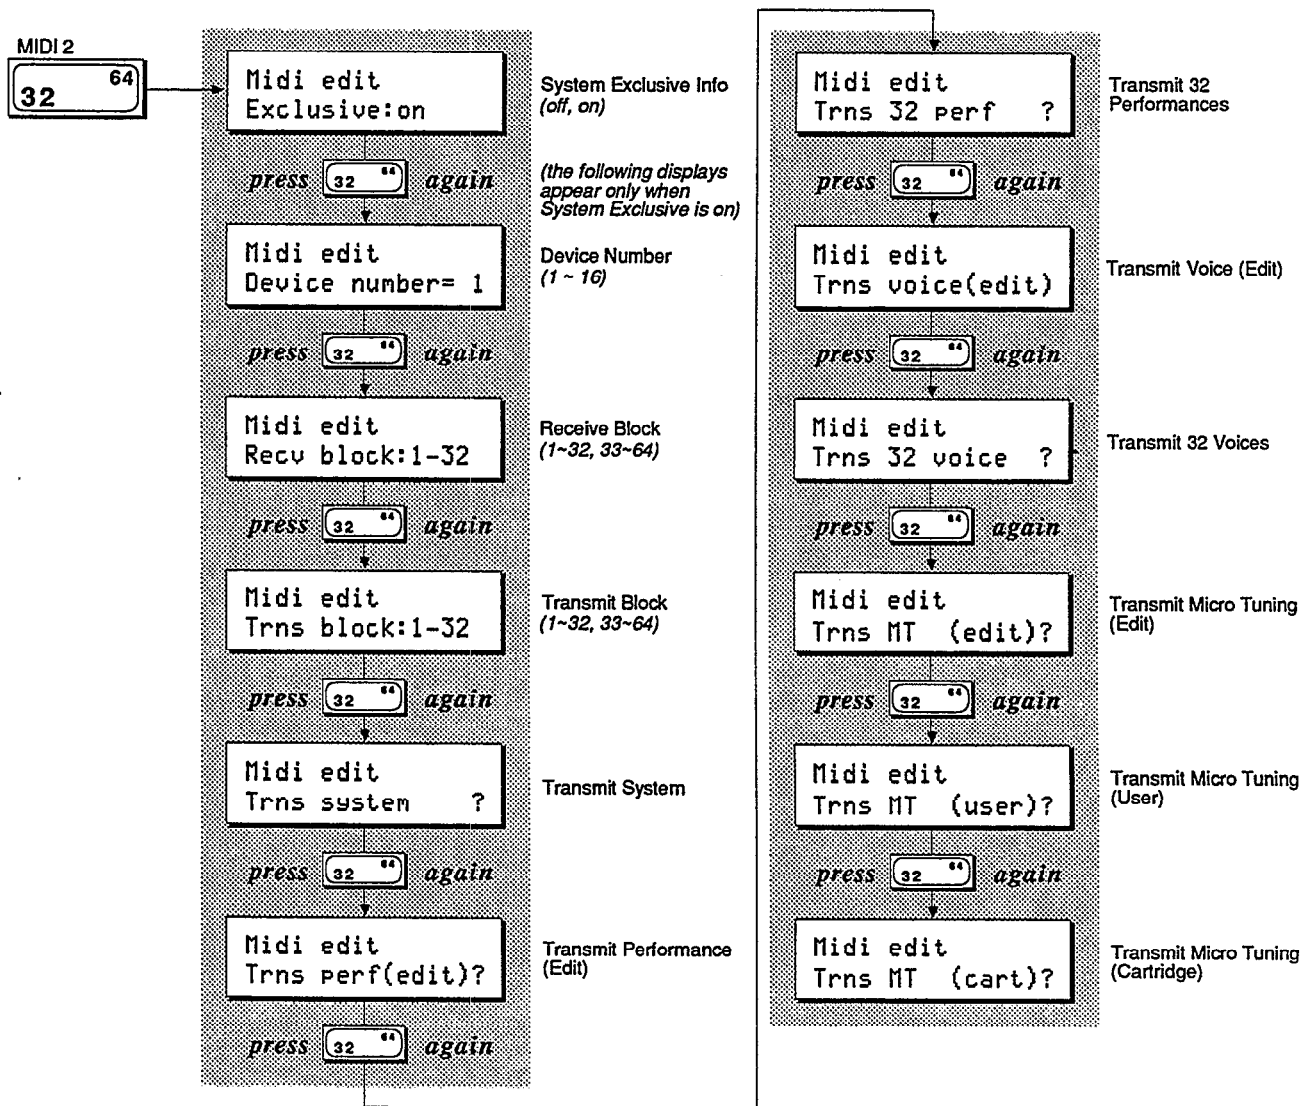 MIDI 2
32 64
Midi edit
Exclusive:on
System Exclusive Info
(off, on)
press 32 64 again
(the following displays
appear only when
System Exclusive is on)
Midi edit
Device number= 1
Device Number
(1 ~ 16)
press 32 64 again
Midi edit
Recv block:1-32
Receive Block
(1~32, 33~64)
press 32 64 again
Midi edit
Trns block:1-32
Transmit Block
(1~32, 33~64)
press 32 64 again
Midi edit
Trns system ?
Transmit System
press 32 64 again
Midi edit
Trns perf(edit)?
Transmit Performance
(Edit)
press 32 64 again
Midi edit
Trns 32 perf ?
Transmit 32
Performances
press 32 64 again
Midi edit
Trns voice(edit)
Transmit Voice (Edit)
press 32 64 again
Midi edit
Trns 32 voice ?
Transmit 32 Voices
press 32 64 again
Midi edit
Trns MT (edit)?
Transmit Micro Tuning
(Edit)
press 32 64 again
Midi edit
Trns MT (user)?
Transmit Micro Tuning
(User)
press 32 64 again
Midi edit
Trns MT (cart)?
Transmit Micro Tuning
(Cartridge)